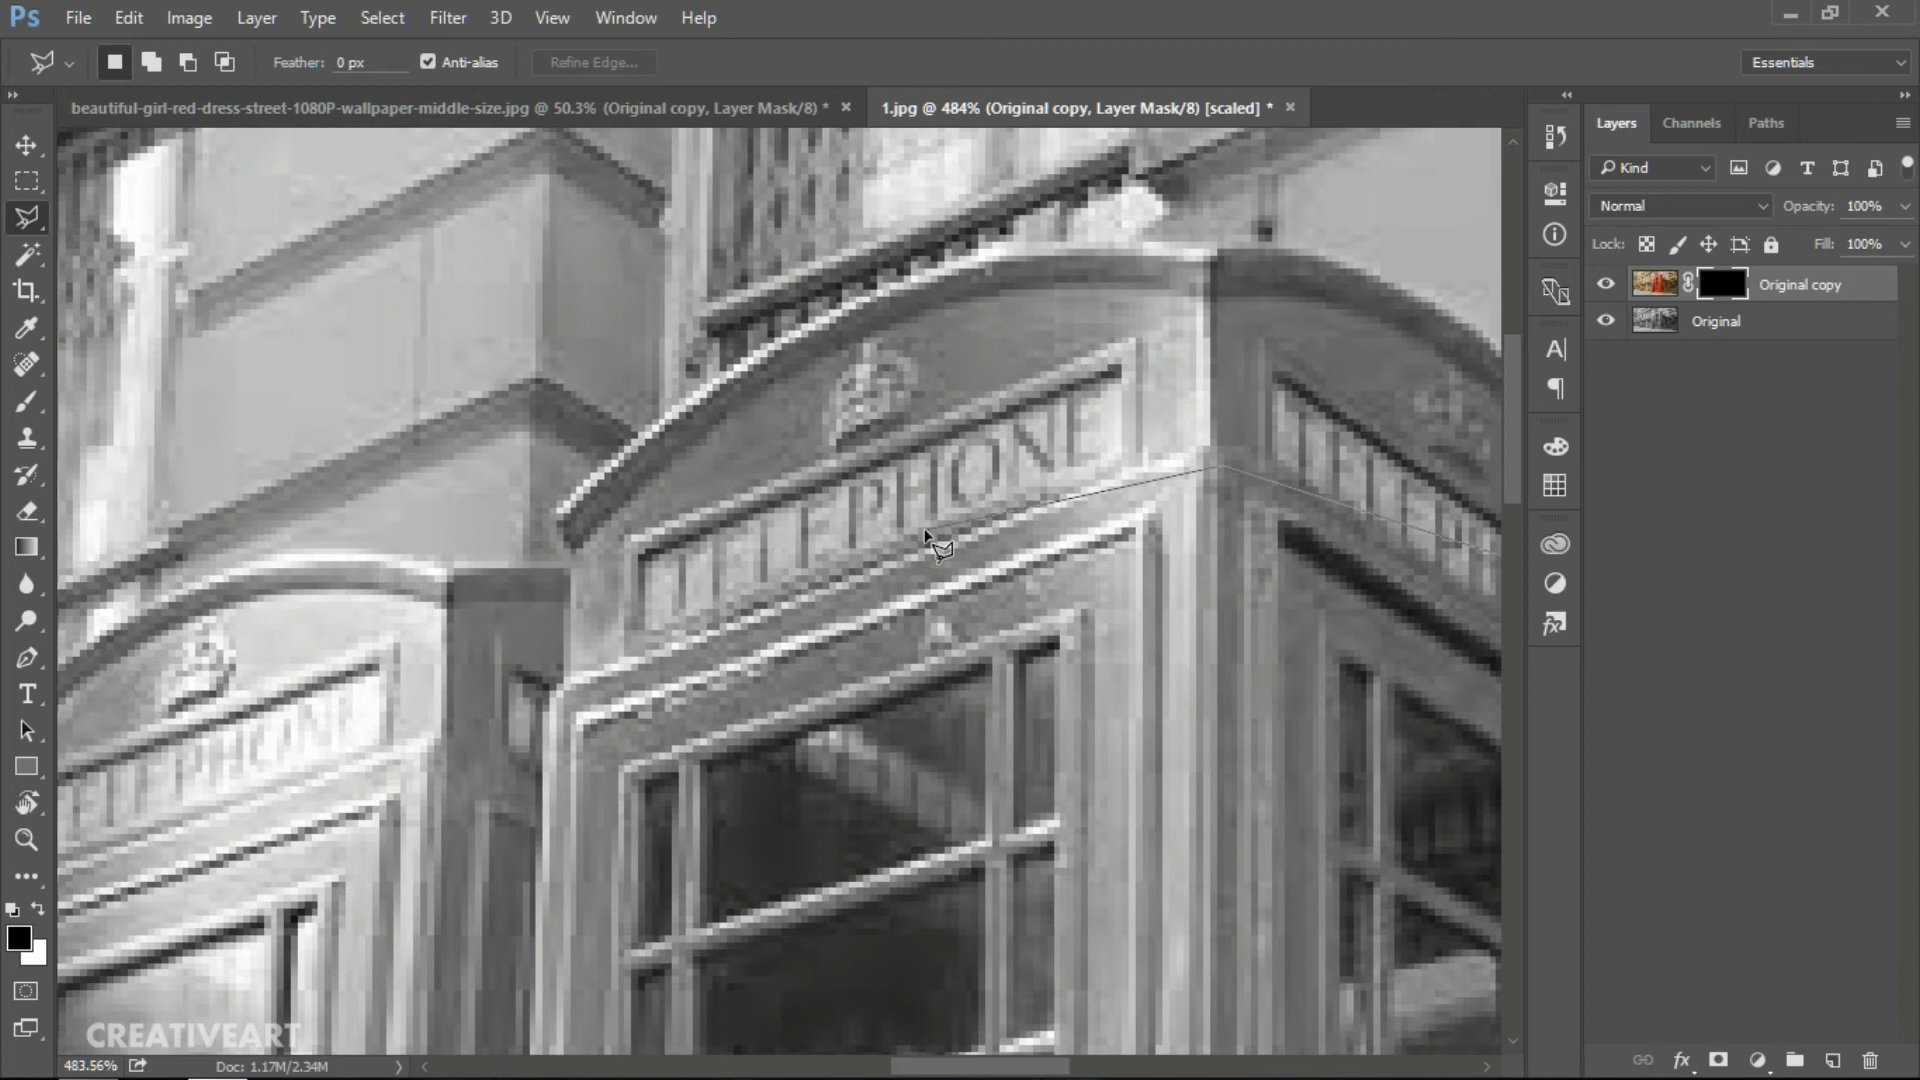 Ps File Edit Image Layer Type Select Filter 3D View Window Help
Feather: 0 px Anti-alias Refine Edge... Essentials
beautiful-girl-red-dress-street-1080P-wallpaper-middle-size.jpg @ 50.3% (Original copy, Layer Mask/8) * ×
1.jpg @ 484% (Original copy, Layer Mask/8) [scaled] * ×
Layers Channels Paths
Kind
Normal Opacity: 100%
Lock: Fill: 100%
Original copy
Original
TELEPHONE
TELEPHONE
CREATIVEART
483.56% Doc: 1.17M/2.34M